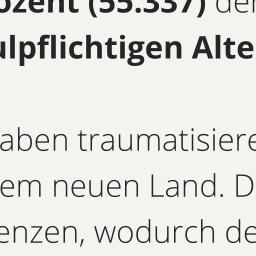 ozent (55.337) der
ulpflichtigen Alte
aben traumatisiere
em neuen Land. D
enzen, wodurch de